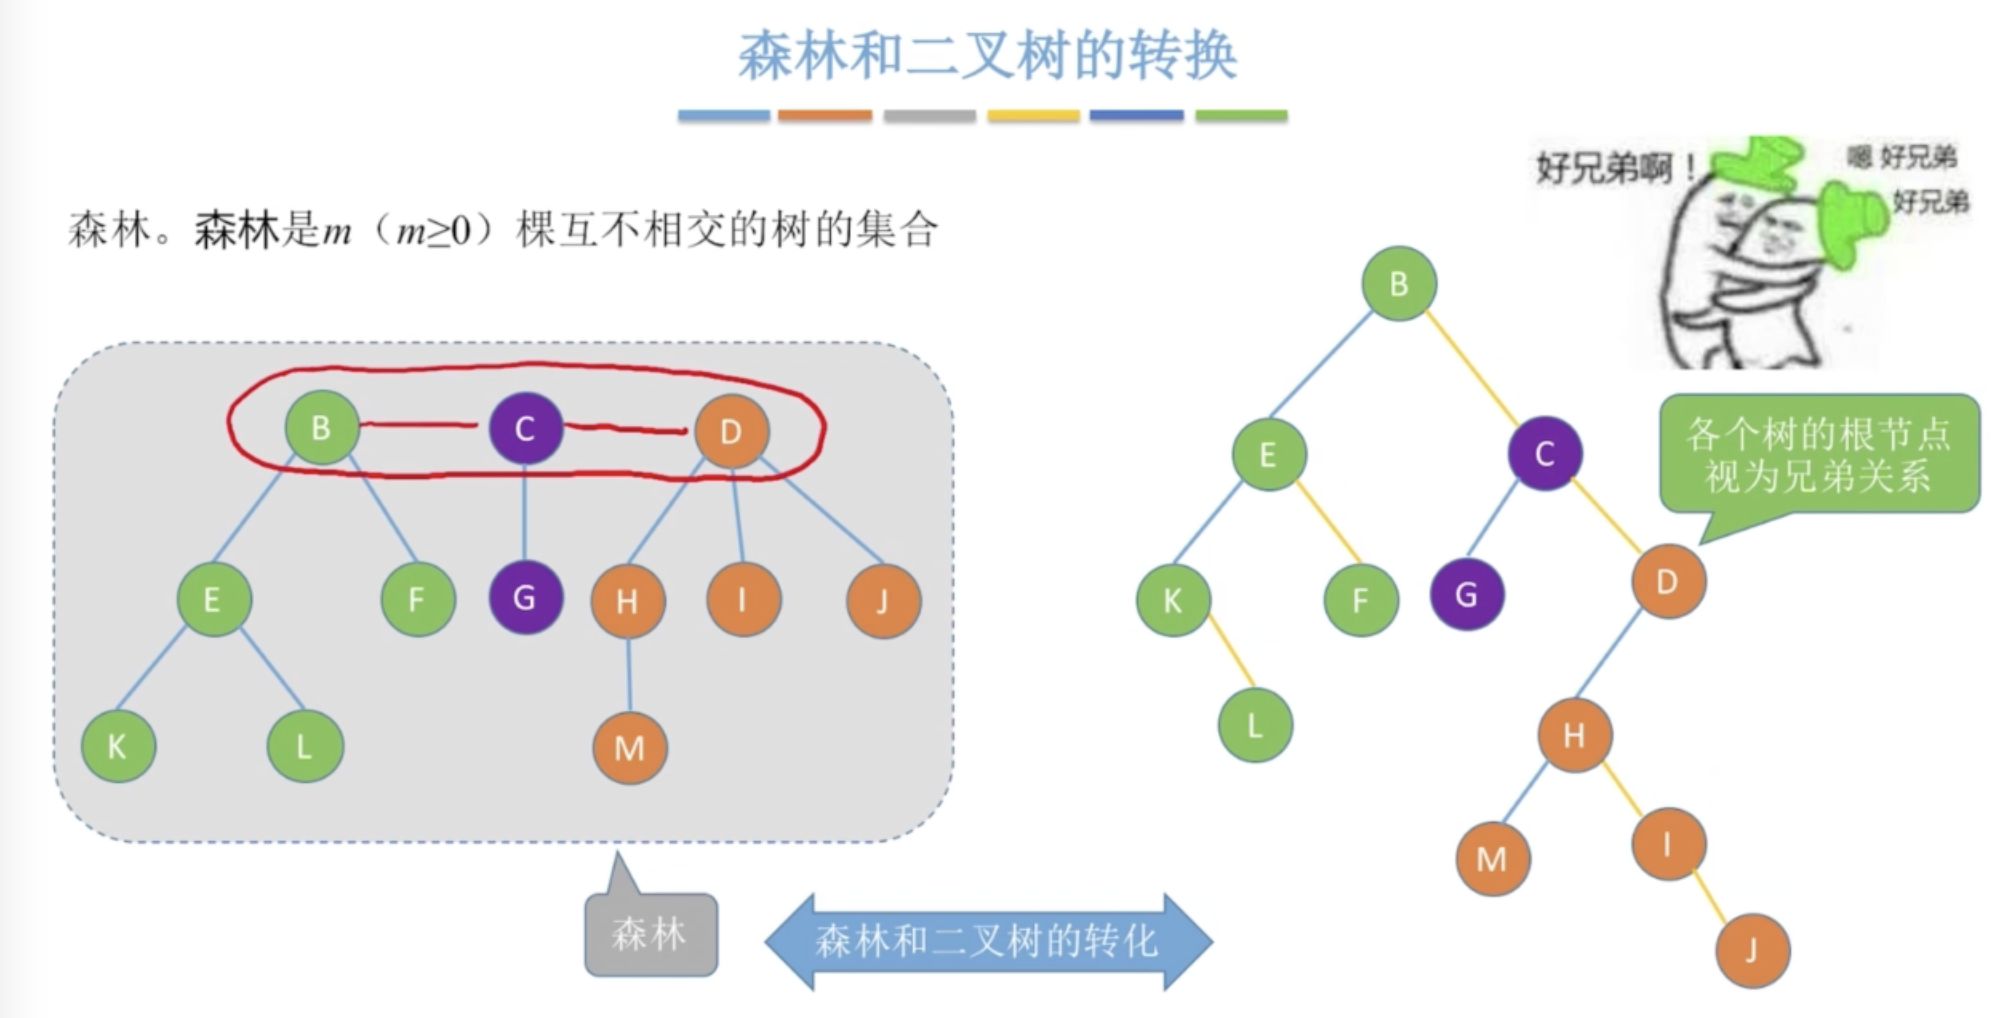 森林和二叉树的转换
好兄弟啊！
嗯 好兄弟
好兄弟
森林。森林是m（m≥0）棵互不相交的树的集合
B C D
E F G H I J
K L M
森林
森林和二叉树的转化
B
E C
K F G D
L H
M I
J
各个树的根节点
视为兄弟关系